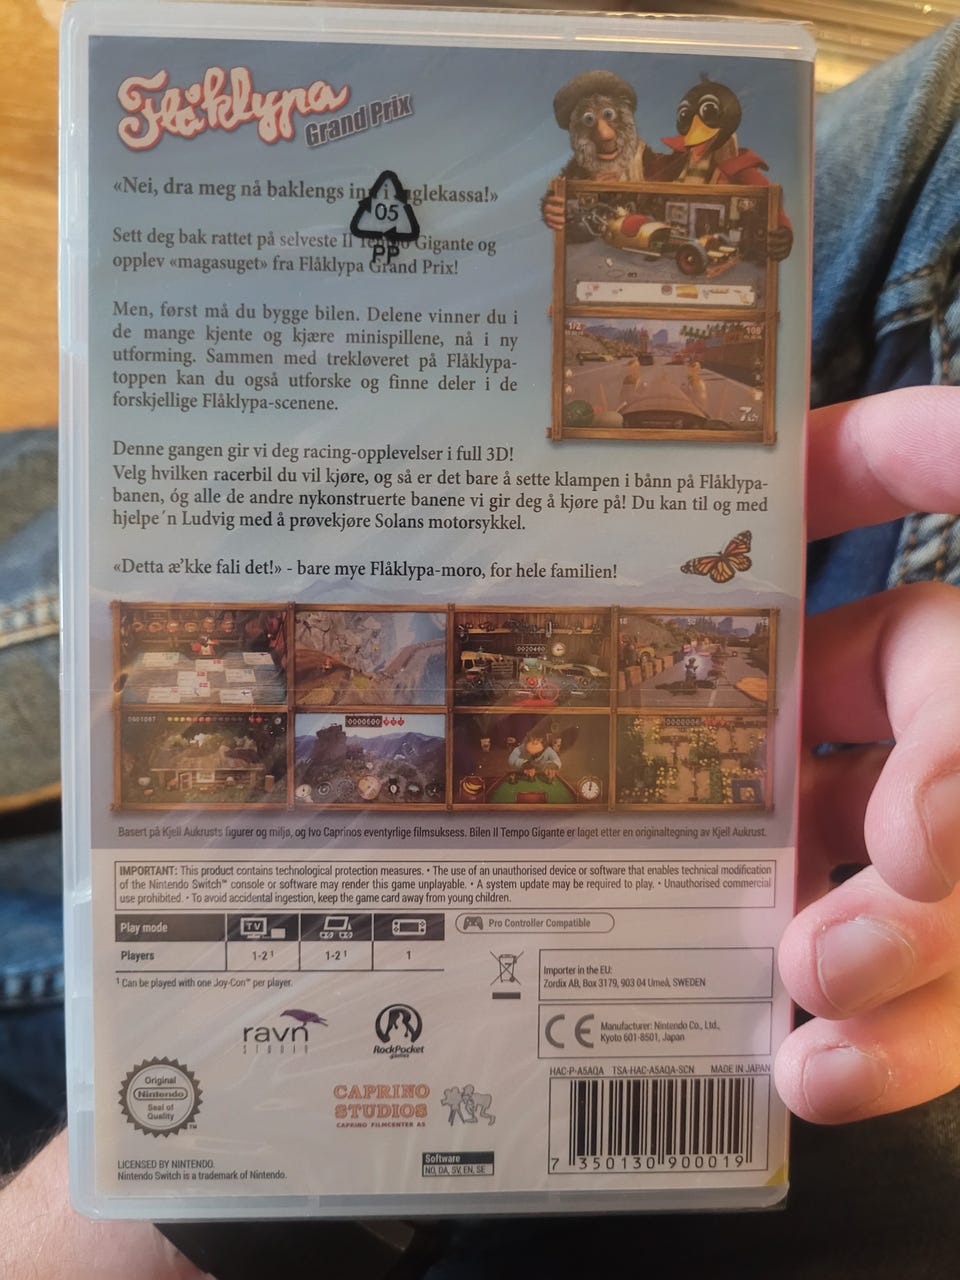 Flåklypa
Grand Prix
«Nei, dra meg nå baklengs inn i fuglekassa!»
05
PP
Sett deg bak rattet på selveste Il Tempo Gigante og
opplev «magasuget» fra Flåklypa Grand Prix!
Men, først må du bygge bilen. Delene vinner du i
de mange kjente og kjære minispillene, nå i ny
utforming. Sammen med trekløveret på Flåklypa-
toppen kan du også utforske og finne deler i de
forskjellige Flåklypa-scenene.
1/2
108
7
Denne gangen gir vi deg racing-opplevelser i full 3D!
Velg hvilken racerbil du vil kjøre, og så er det bare å sette klampen i bånn på Flåklypa-
banen, óg alle de andre nykonstruerte banene vi gir deg å kjøre på! Du kan til og med
hjelpe´n Ludvig med å prøvekjøre Solans motorsykkel.
«Detta æ'kke fali det!» - bare mye Flåklypa-moro, for hele familien!
Basert på Kjell Aukrusts figurer og miljø, og Ivo Caprinos eventyrlige filmsuksess. Bilen Il Tempo Gigante er laget etter en originaltegning av Kjell Aukrust.
IMPORTANT: This product contains technological protection measures. • The use of an unauthorised device or software that enables technical modification
of the Nintendo Switch™ console or software may render this game unplayable. • A system update may be required to play. • Unauthorised commercial
use prohibited. • To avoid accidental ingestion, keep the game card away from young children.
Play mode TV
Players 1-2¹ 1-2¹ 1
Pro Controller Compatible
¹ Can be played with one Joy-Con™ per player.
Importer in the EU:
Zordix AB, Box 3179, 903 04 Umeå, SWEDEN
CE Manufacturer: Nintendo Co., Ltd.,
Kyoto 601-8501, Japan
ravn
STUDIO
RockPocket
games
CAPRINO
STUDIOS
CAPRINO FILMCENTER AS
Original
Nintendo
Seal of
Quality
TM
HAC-P-A5AQA TSA-HAC-A5AQA-SCN MADE IN JAPAN
7 350130 900019
LICENSED BY NINTENDO.
Nintendo Switch is a trademark of Nintendo.
Software
NO, DA, SV, EN, SE